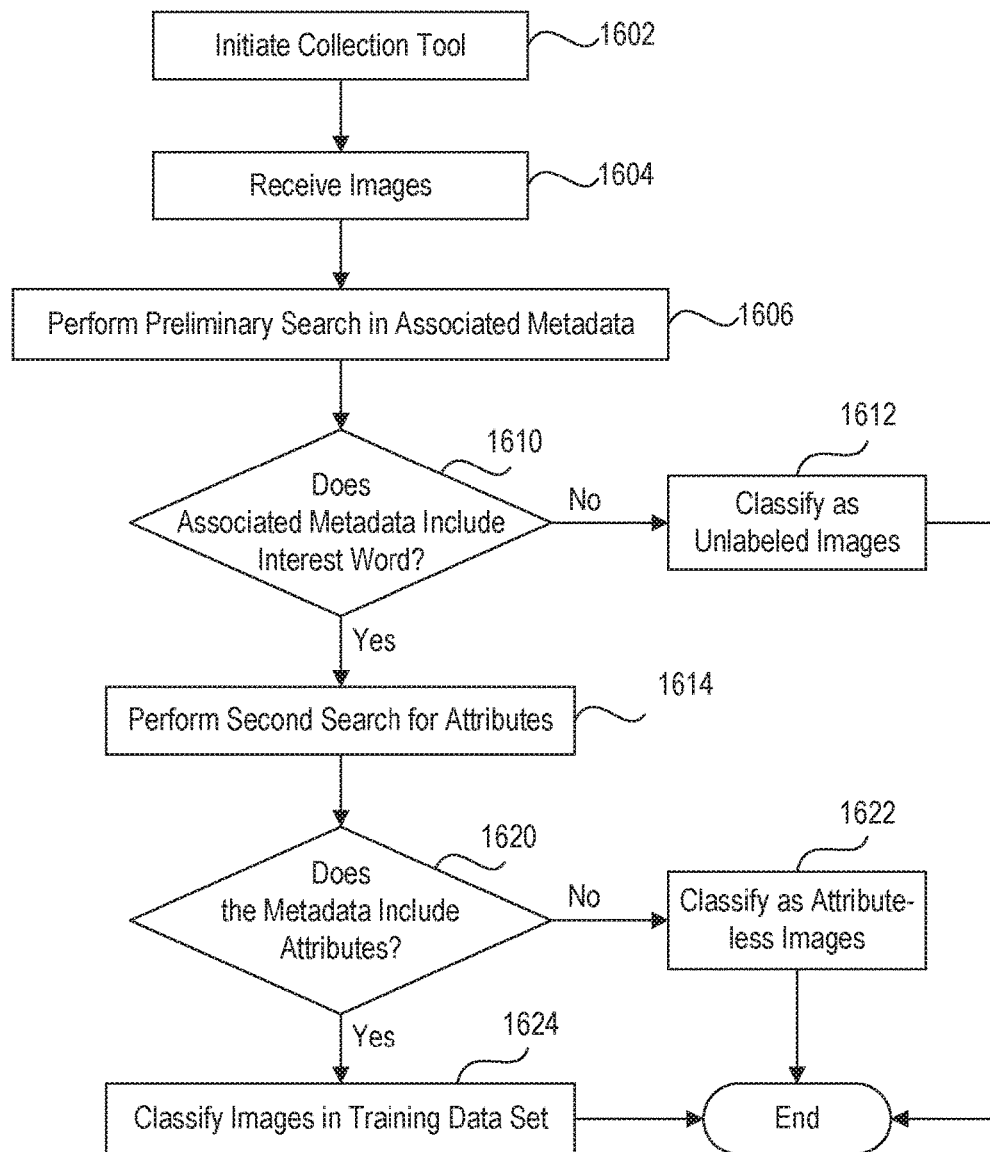 Initiate Collection Tool
1602
Receive Images
1604
Perform Preliminary Search in Associated Metadata
1606
1610
Does
Associated Metadata Include
Interest Word?
No
1612
Classify as
Unlabeled Images
Yes
1614
Perform Second Search for Attributes
1620
Does
the Metadata Include
Attributes?
No
1622
Classify as Attribute-
less Images
Yes
1624
Classify Images in Training Data Set
End